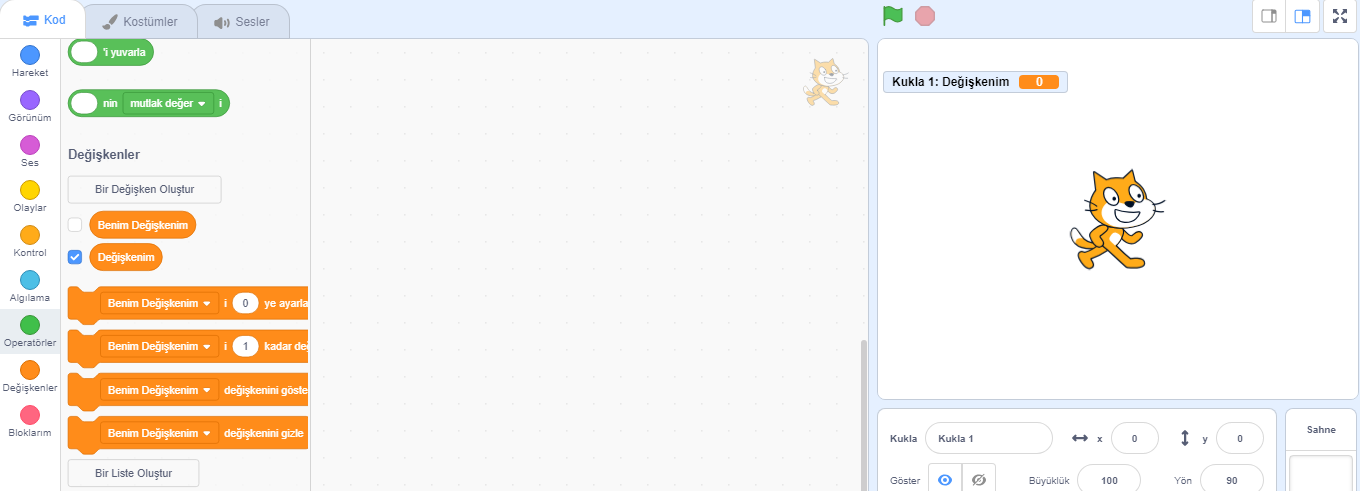 Kod
Kostümler
Sesler
Hareket
Görünüm
Ses
Olaylar
Kontrol
Algılama
Operatörler
Değişkenler
Bloklarım
'i yuvarla
nin mutlak değer i
Değişkenler
Bir Değişken Oluştur
Benim Değişkenim
Değişkenim
Benim Değişkenim i 0 ye ayarla
Benim Değişkenim i 1 kadar değ
Benim Değişkenim değişkenini göste
Benim Değişkenim değişkenini gizle
Bir Liste Oluştur
Kukla 1: Değişkenim 0
Kukla Kukla 1 x 0 y 0
Göster Büyüklük 100 Yön 90
Sahne